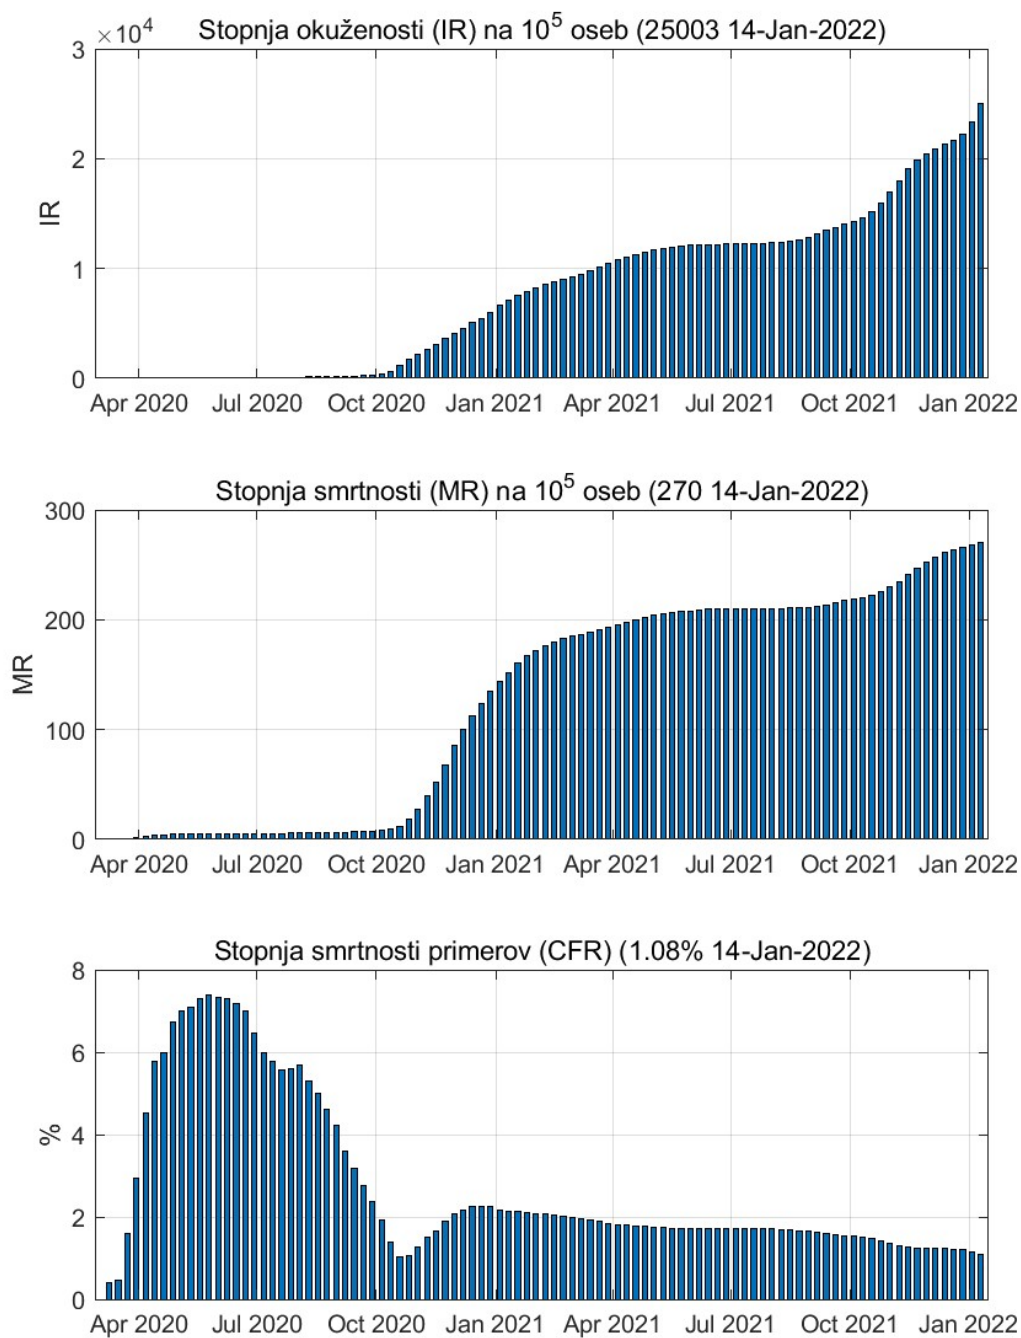 Stopnja okuženosti (IR) na 10^5 oseb (25003 14-Jan-2022)
×10^4
3
2
1
0
IR
Apr 2020 Jul 2020 Oct 2020 Jan 2021 Apr 2021 Jul 2021 Oct 2021 Jan 2022
Stopnja smrtnosti (MR) na 10^5 oseb (270 14-Jan-2022)
300
200
100
0
MR
Apr 2020 Jul 2020 Oct 2020 Jan 2021 Apr 2021 Jul 2021 Oct 2021 Jan 2022
Stopnja smrtnosti primerov (CFR) (1.08% 14-Jan-2022)
8
6
4
2
0
%
Apr 2020 Jul 2020 Oct 2020 Jan 2021 Apr 2021 Jul 2021 Oct 2021 Jan 2022